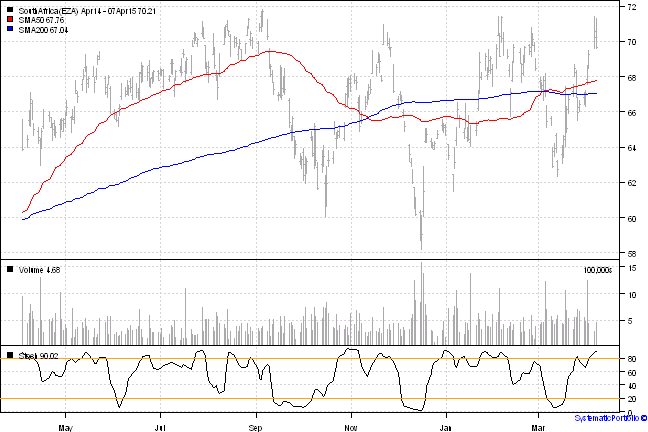 SouthAfrica(EZA) Apr14 - 07Apr15 70.21
SMA50 67.76
SMA200 67.04
72
70
68
66
64
62
60
58
Volume 4.68
100,000s
15
10
5
Stoch 90.02
80
60
40
20
0
May
Jul
Sep
Nov
Jan
Mar
SystematicPortfolio ©